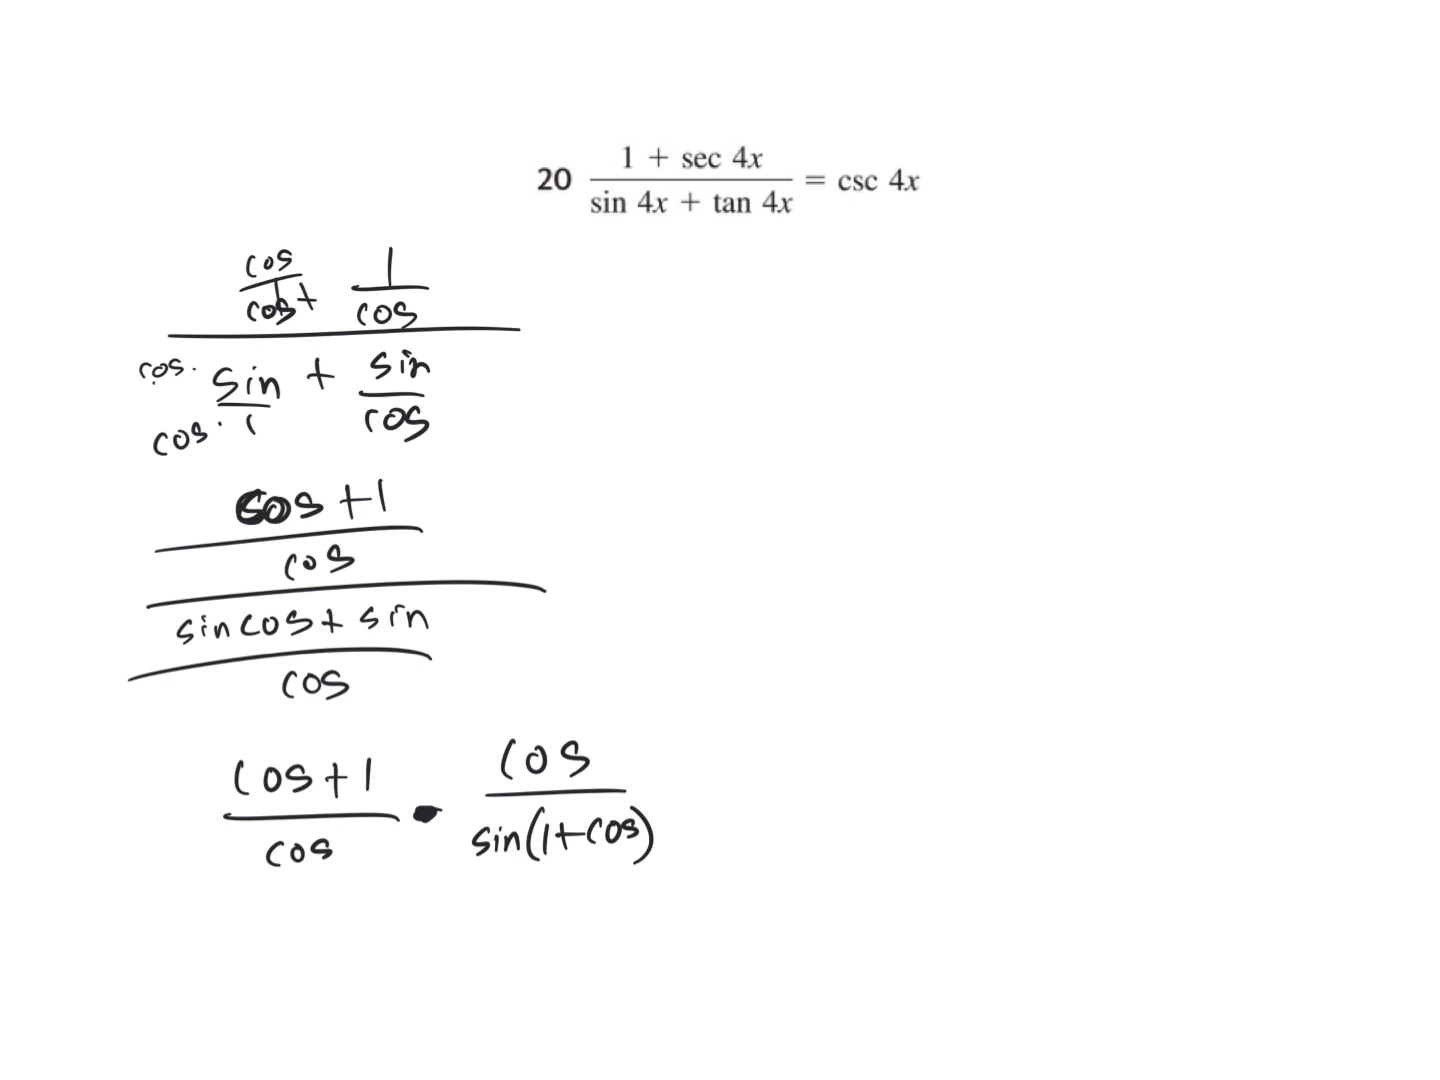 20 (1 + sec 4x)/(sin 4x + tan 4x) = csc 4x
cos/cos + 1/cos
cos · sin/cos · 1 + sin/cos
cos + 1
cos
sin cos + sin
cos
(cos + 1)/cos · cos/(sin(1+cos))